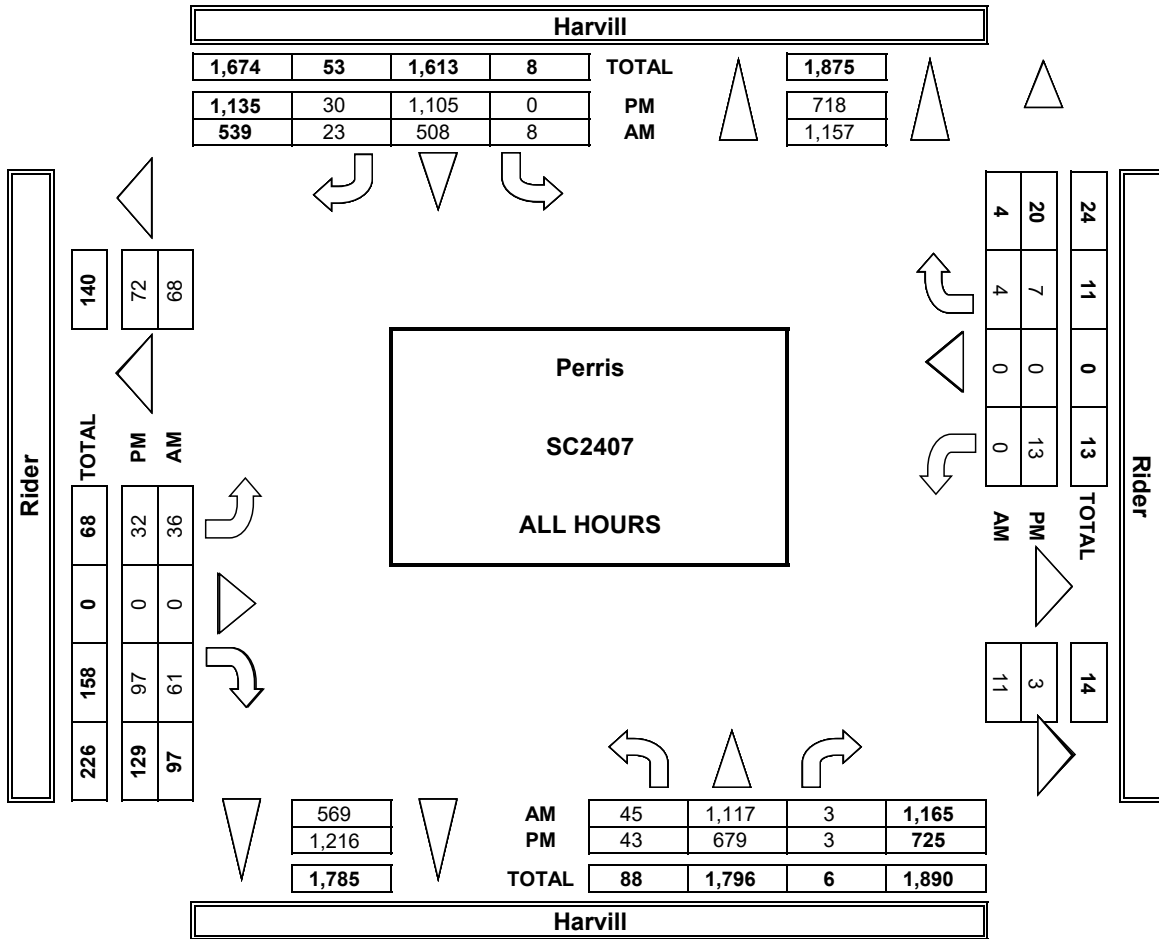 Harvill
1,674 53 1,613 8 TOTAL 1,875
1,135 30 1,105 0 PM 718
539 23 508 8 AM 1,157
Rider
140
72
68
TOTAL
PM
AM
68 0 158 226
32 0 97 129
36 0 61 97
Perris
SC2407
ALL HOURS
24 11 0 13 TOTAL
20 7 0 13 PM
4 4 0 0 AM
14
3
11
Rider
569 AM 45 1,117 3 1,165
1,216 PM 43 679 3 725
1,785 TOTAL 88 1,796 6 1,890
Harvill